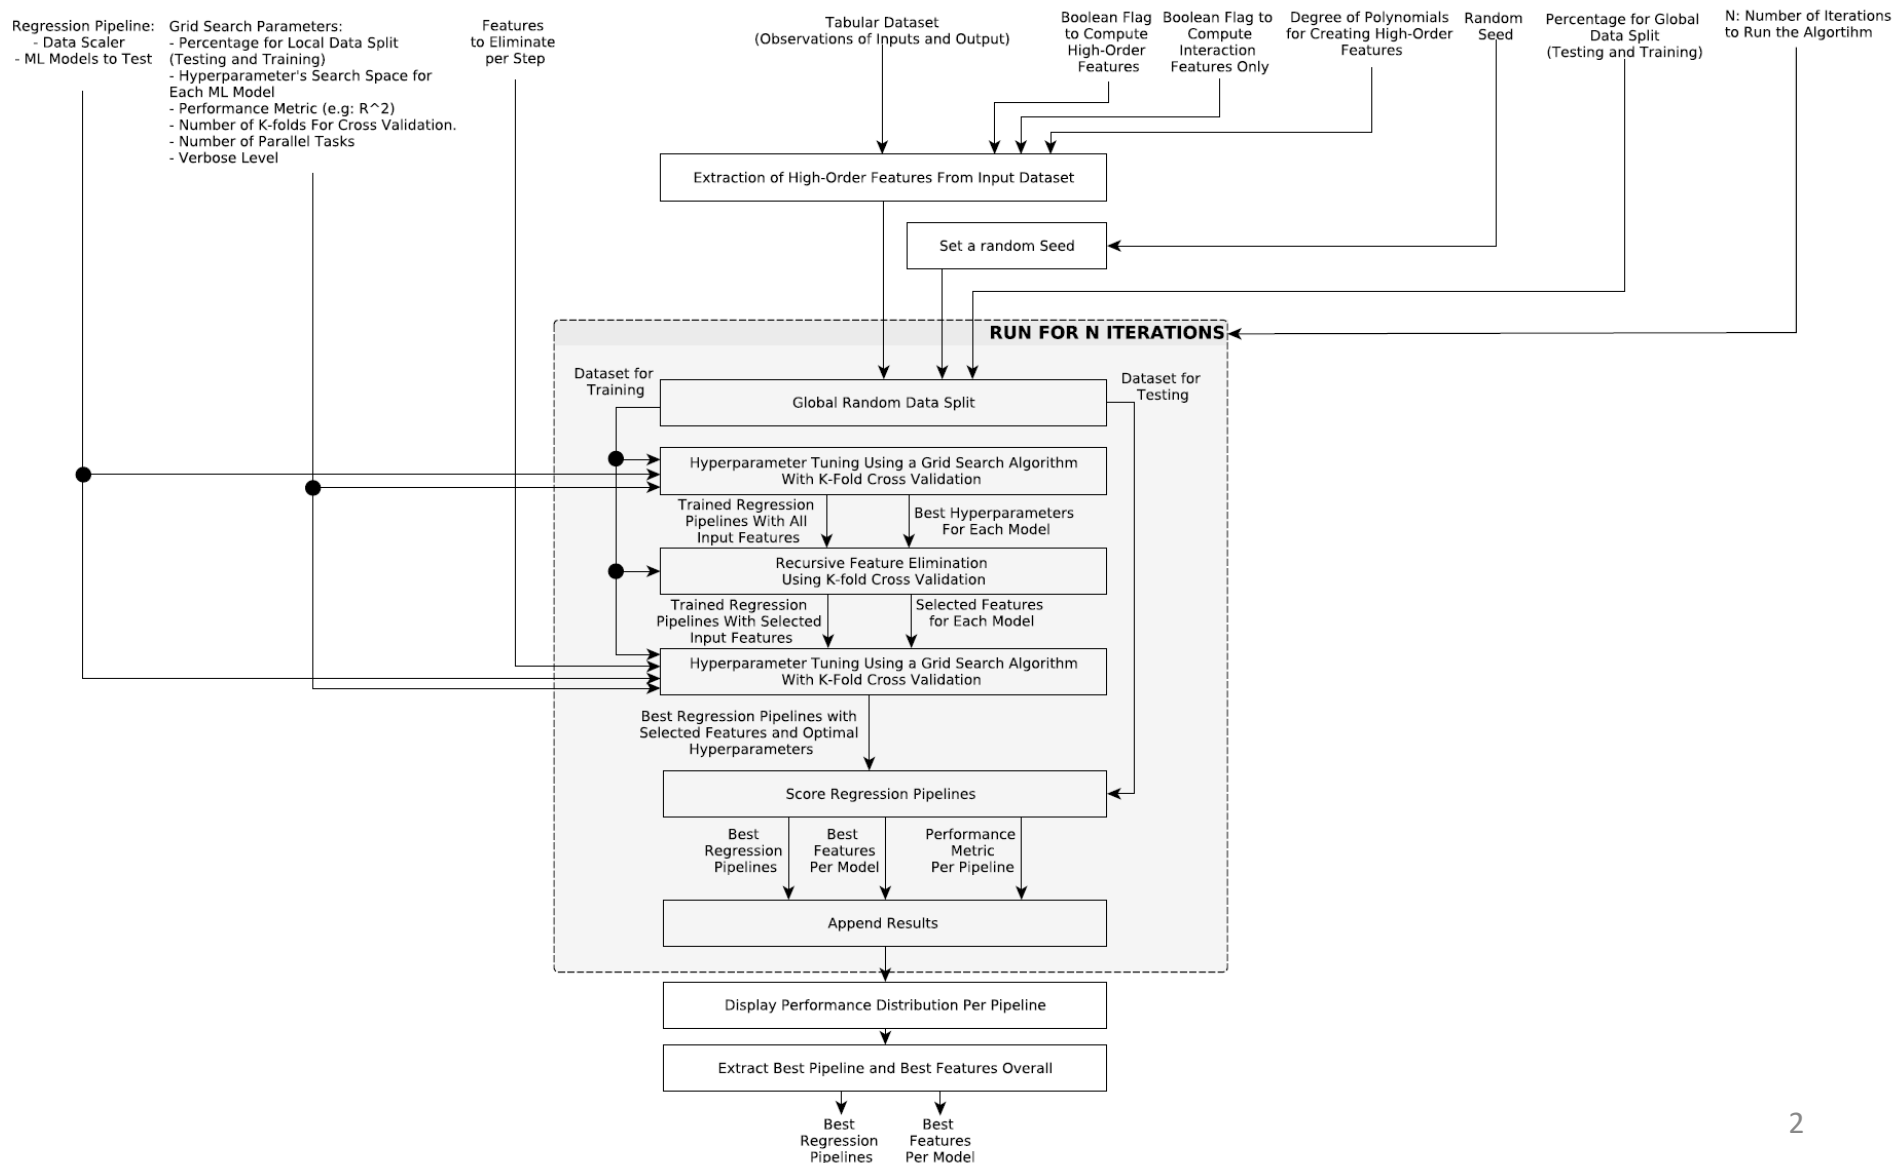 Regression Pipeline:
- Data Scaler
- ML Models to Test
Grid Search Parameters:
- Percentage for Local Data Split
(Testing and Training)
- Hyperparameter's Search Space for
Each ML Model
- Performance Metric (e.g: R^2)
- Number of K-folds For Cross Validation.
- Number of Parallel Tasks
- Verbose Level
Features
to Eliminate
per Step
Tabular Dataset
(Observations of Inputs and Output)
Boolean Flag
to Compute
High-Order
Features
Boolean Flag to
Compute
Interaction
Features Only
Degree of Polynomials
for Creating High-Order
Features
Random
Seed
Percentage for Global
Data Split
(Testing and Training)
N: Number of Iterations
to Run the Algortihm
Extraction of High-Order Features From Input Dataset
Set a random Seed
RUN FOR N ITERATIONS
Dataset for
Training
Dataset for
Testing
Global Random Data Split
Hyperparameter Tuning Using a Grid Search Algorithm
With K-Fold Cross Validation
Trained Regression
Pipelines With All
Input Features
Best Hyperparameters
For Each Model
Recursive Feature Elimination
Using K-fold Cross Validation
Trained Regression
Pipelines With Selected
Input Features
Selected Features
for Each Model
Hyperparameter Tuning Using a Grid Search Algorithm
With K-Fold Cross Validation
Best Regression Pipelines with
Selected Features and Optimal
Hyperparameters
Score Regression Pipelines
Best
Regression
Pipelines
Best
Features
Per Model
Performance
Metric
Per Pipeline
Append Results
Display Performance Distribution Per Pipeline
Extract Best Pipeline and Best Features Overall
Best
Regression
Pipelines
Best
Features
Per Model
2